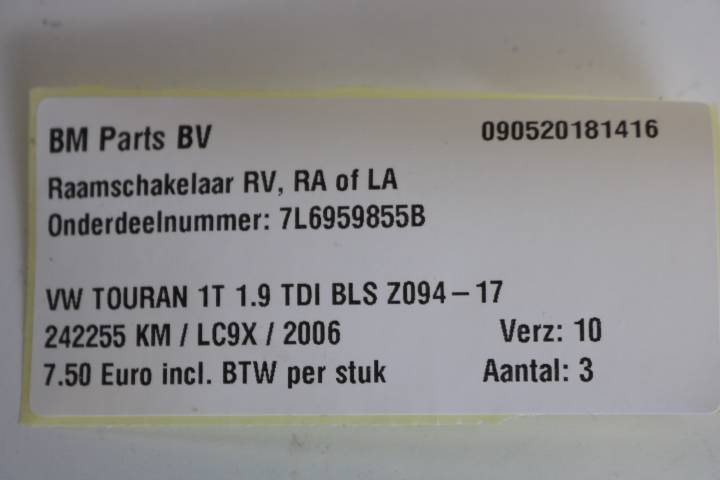 BM Parts BV 090520181416
Raamschakelaar RV, RA of LA
Onderdeelnummer: 7L6959855B
VW TOURAN 1T 1.9 TDI BLS Z094-17
242255 KM / LC9X / 2006 Verz: 10
7.50 Euro incl. BTW per stuk Aantal: 3